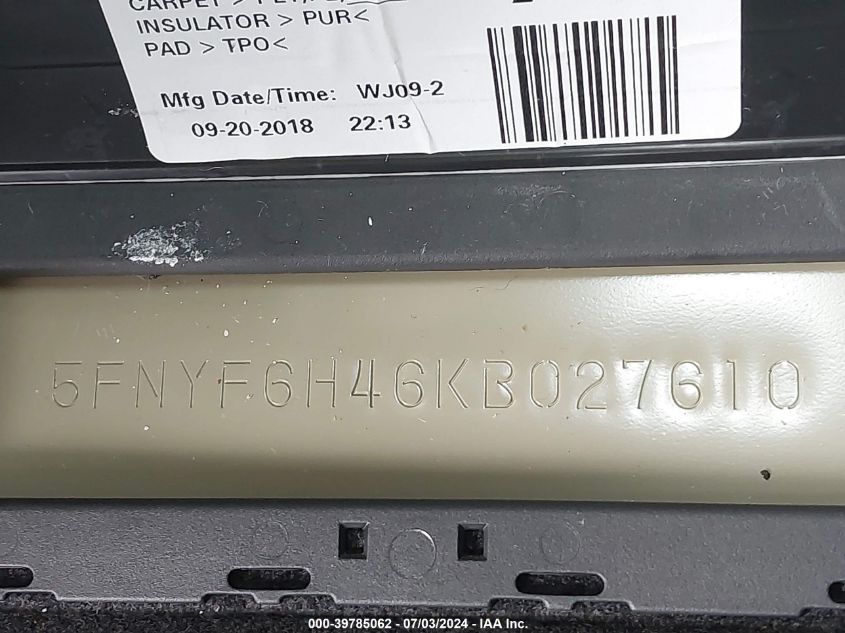 INSULATOR > PUR<
PAD > TPO<
Mfg Date/Time: WJ09-2
09-20-2018 22:13
5FNYF6H46KB027610
000-39785062 - 07/03/2024 - IAA Inc.